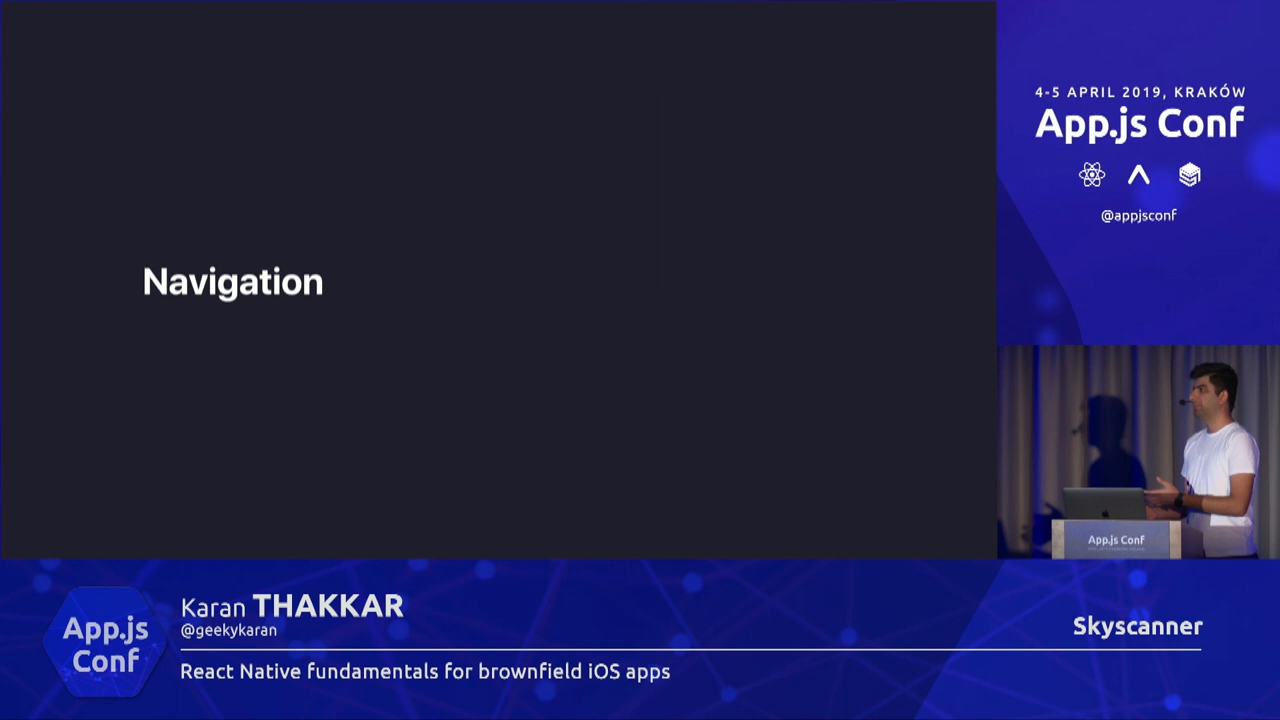 Navigation
4-5 APRIL 2019, KRAKÓW
App.js Conf
@appjsconf
App.js Conf
App.js
Conf
Karan THAKKAR
@geekykaran
Skyscanner
React Native fundamentals for brownfield iOS apps